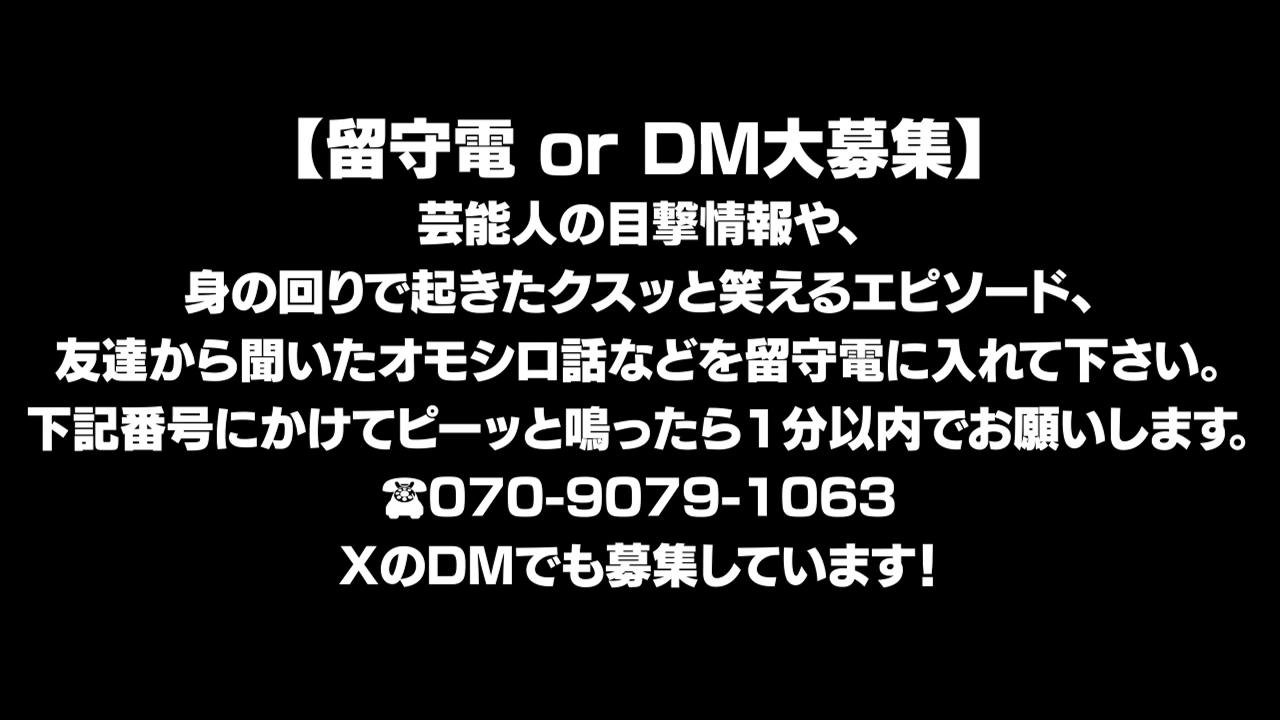 【留守電 or DM大募集】
芸能人の目撃情報や、
身の回りで起きたクスッと笑えるエピソード、
友達から聞いたオモシロ話などを留守電に入れて下さい。
下記番号にかけてピーッと鳴ったら1分以内でお願いします。
☎070-9079-1063
XのDMでも募集しています！